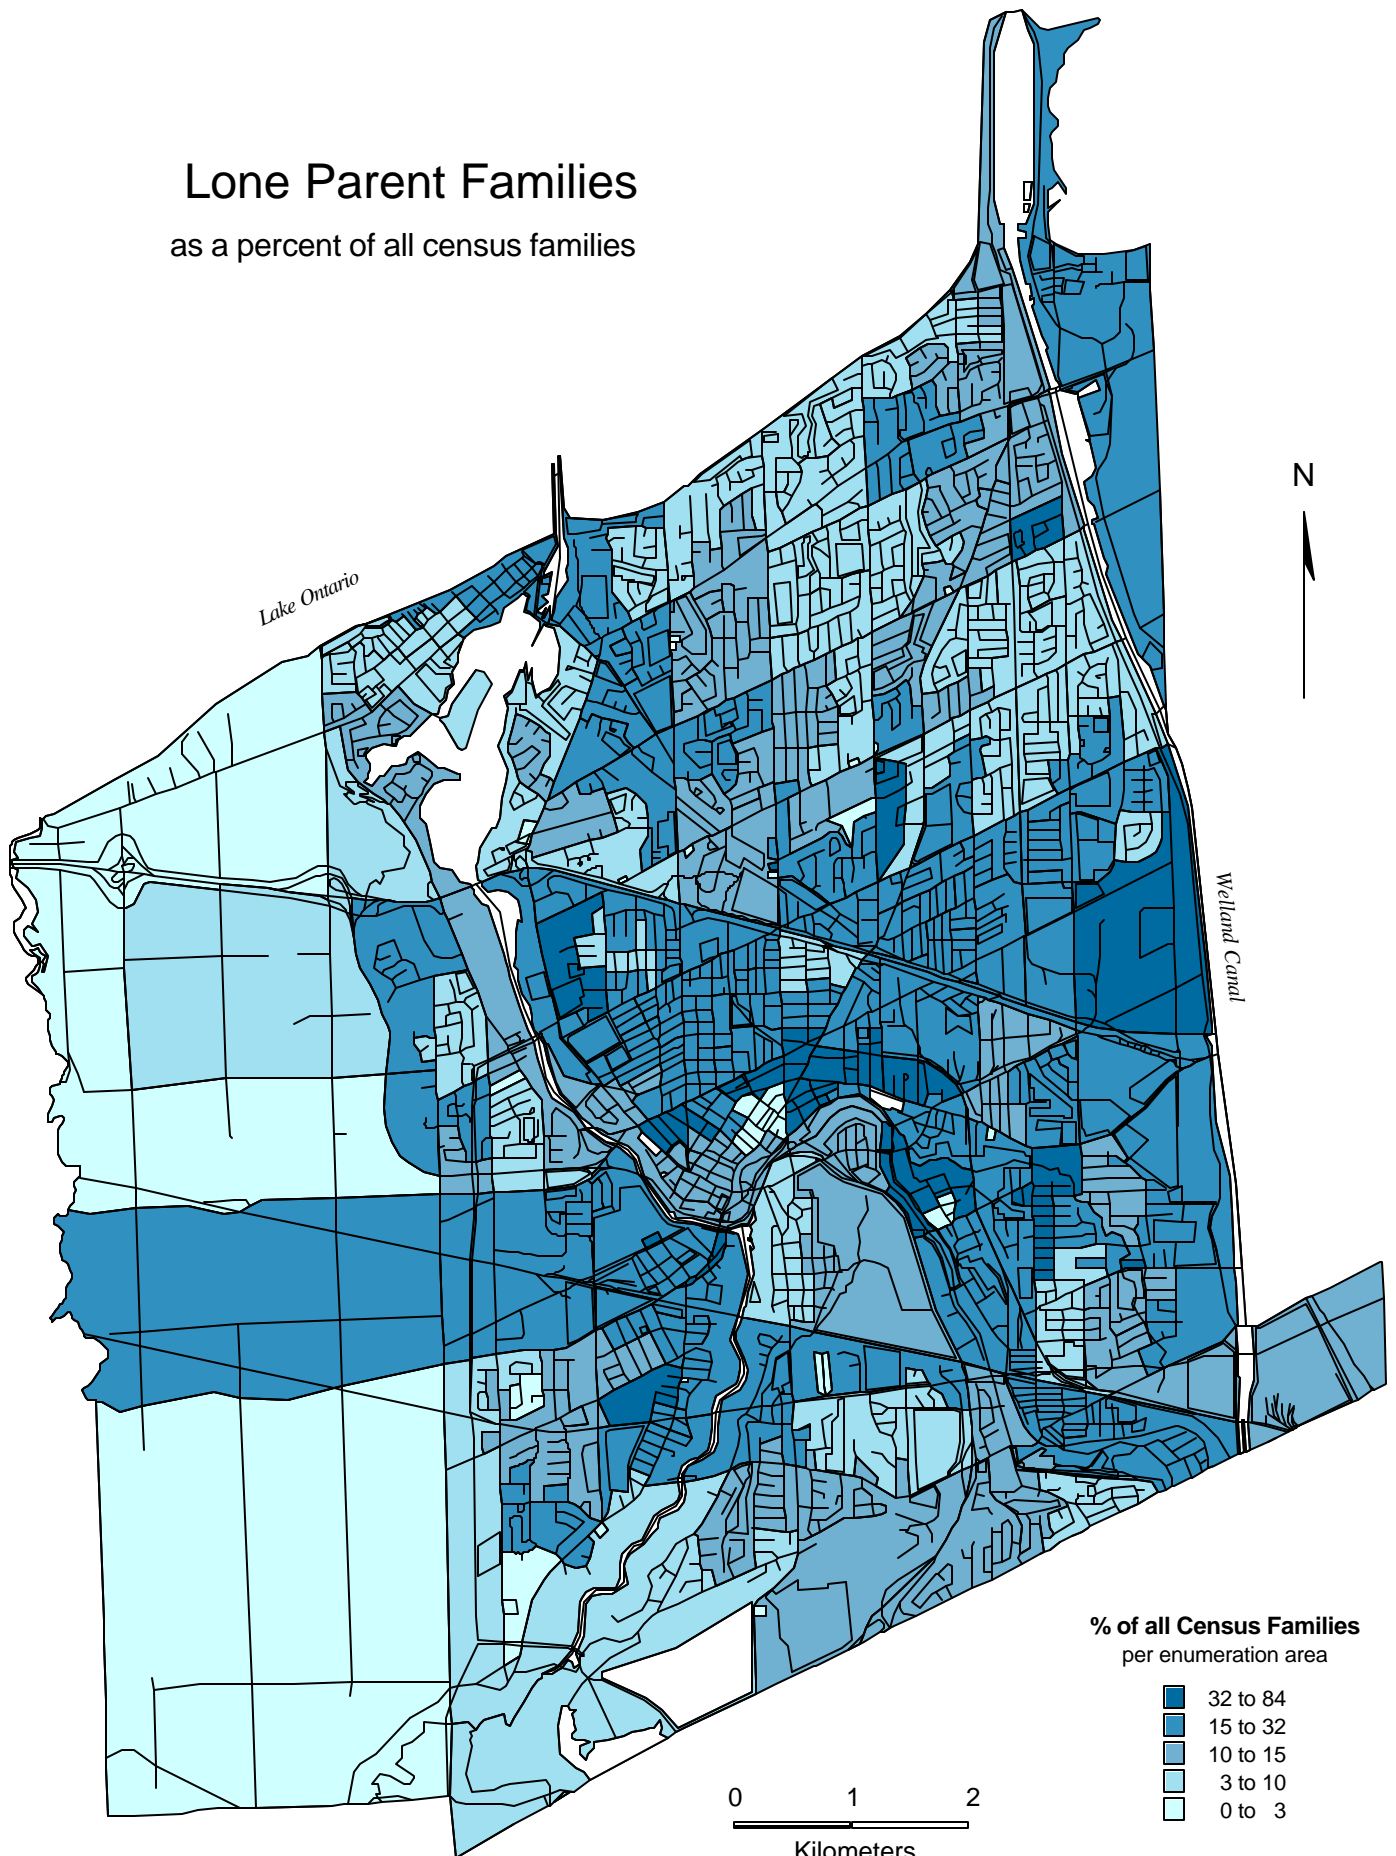 Lone Parent Families
as a percent of all census families
N
Lake Ontario
Welland Canal
% of all Census Families
per enumeration area
32 to 84
15 to 32
10 to 15
3 to 10
0 to 3
0 1 2
Kilometers